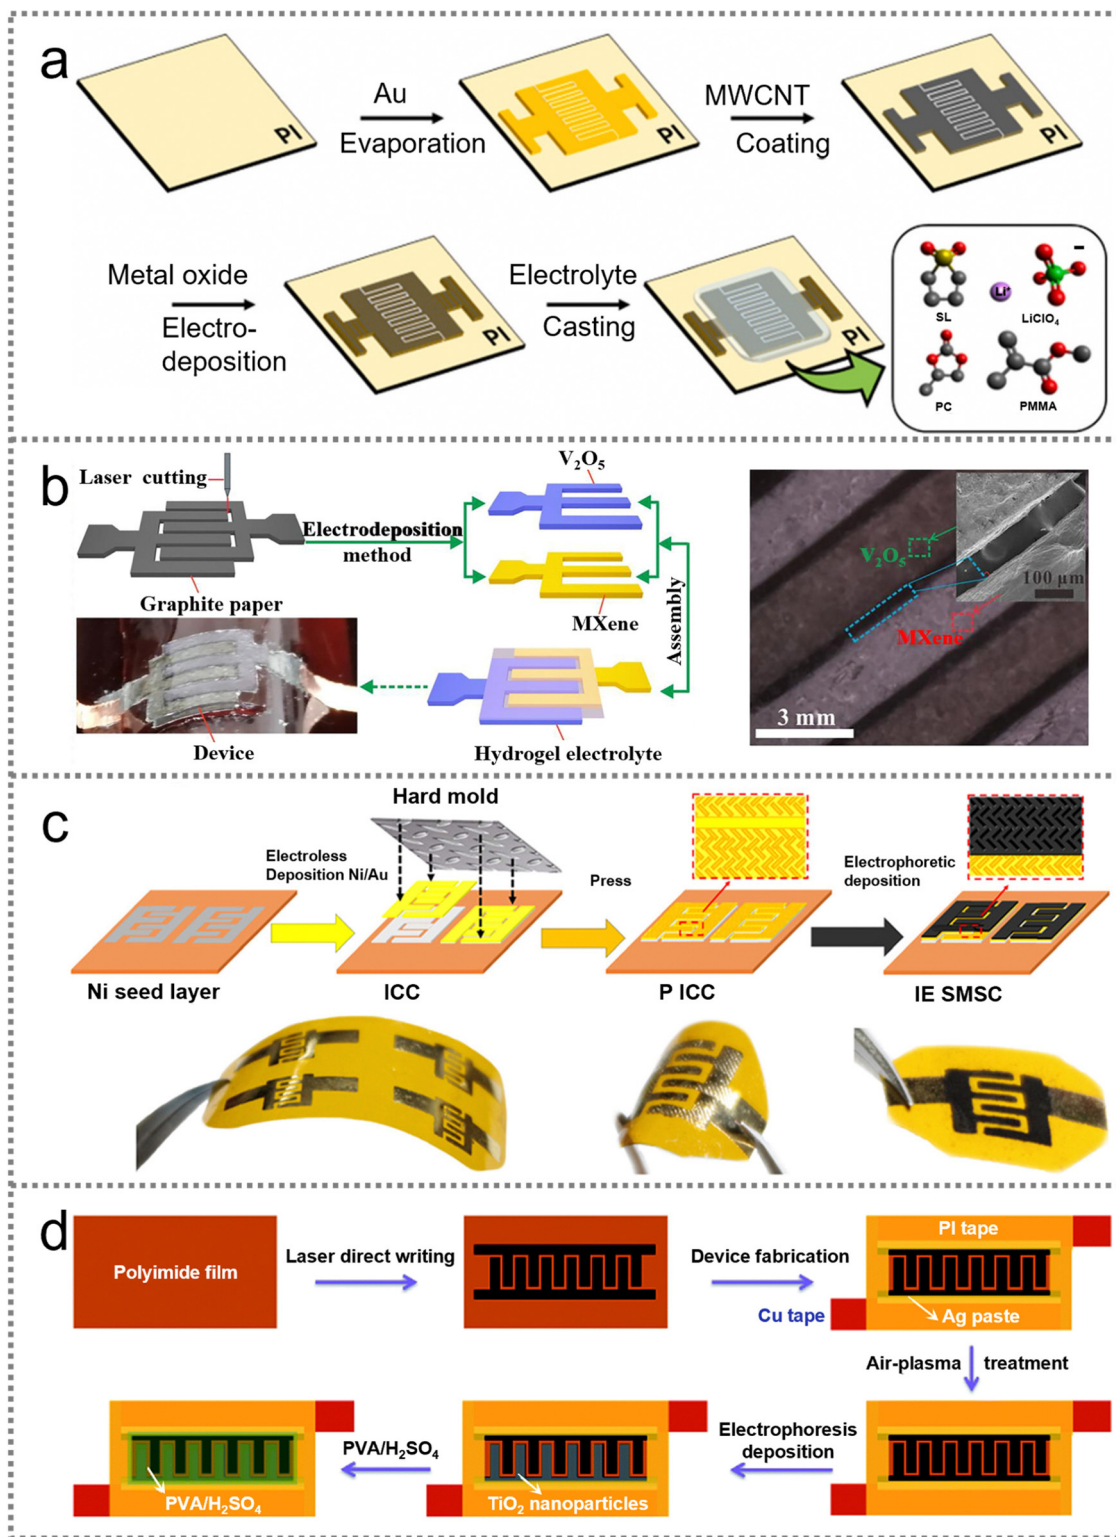 a
PI
Au
Evaporation
PI
MWCNT
Coating
PI
Metal oxide
Electro-
deposition
PI
Electrolyte
Casting
PI
SL
Li+
LiClO4
−
PC
PMMA
b
Laser cutting
Graphite paper
Electrodeposition
method
V2O5
MXene
Assembly
Device
Hydrogel electrolyte
V2O5
MXene
100 μm
3 mm
c
Hard mold
Electroless
Deposition Ni/Au
Press
Electrophoretic
deposition
Ni seed layer
ICC
P ICC
IE SMSC
d
Polyimide film
Laser direct writing
Device fabrication
Cu tape
PI tape
Ag paste
Air-plasma treatment
Electrophoresis
deposition
TiO2 nanoparticles
PVA/H2SO4
PVA/H2SO4